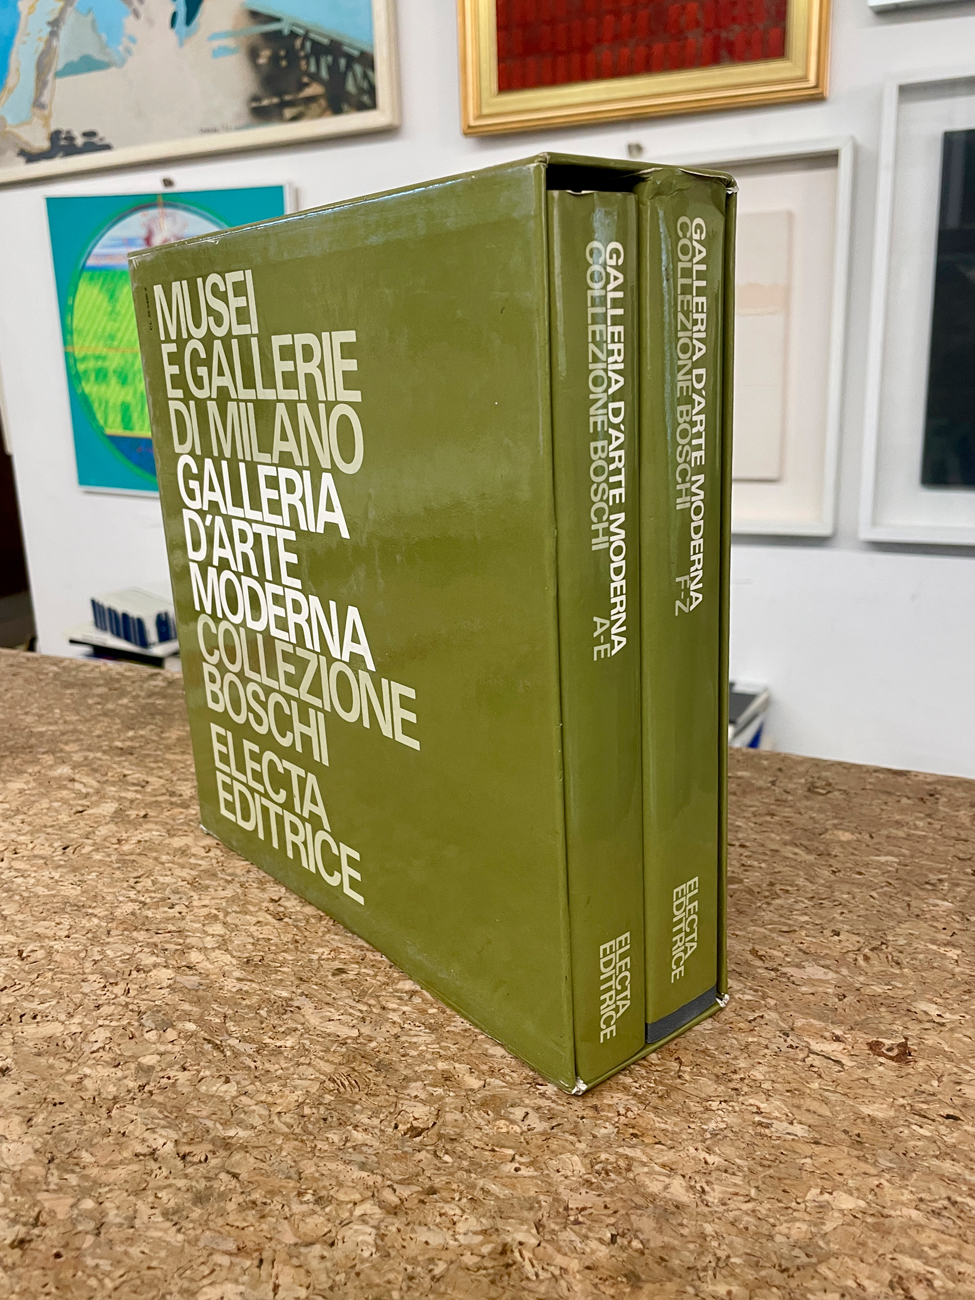 MUSEI
E GALLERIE
DI MILANO
GALLERIA
D'ARTE
MODERNA
COLLEZIONE
BOSCHI
ELECTA
EDITRICE
GALLERIA D'ARTE MODERNA
COLLEZIONE BOSCHI A-E
ELECTA
EDITRICE
GALLERIA D'ARTE MODERNA
COLLEZIONE BOSCHI F-Z
ELECTA
EDITRICE